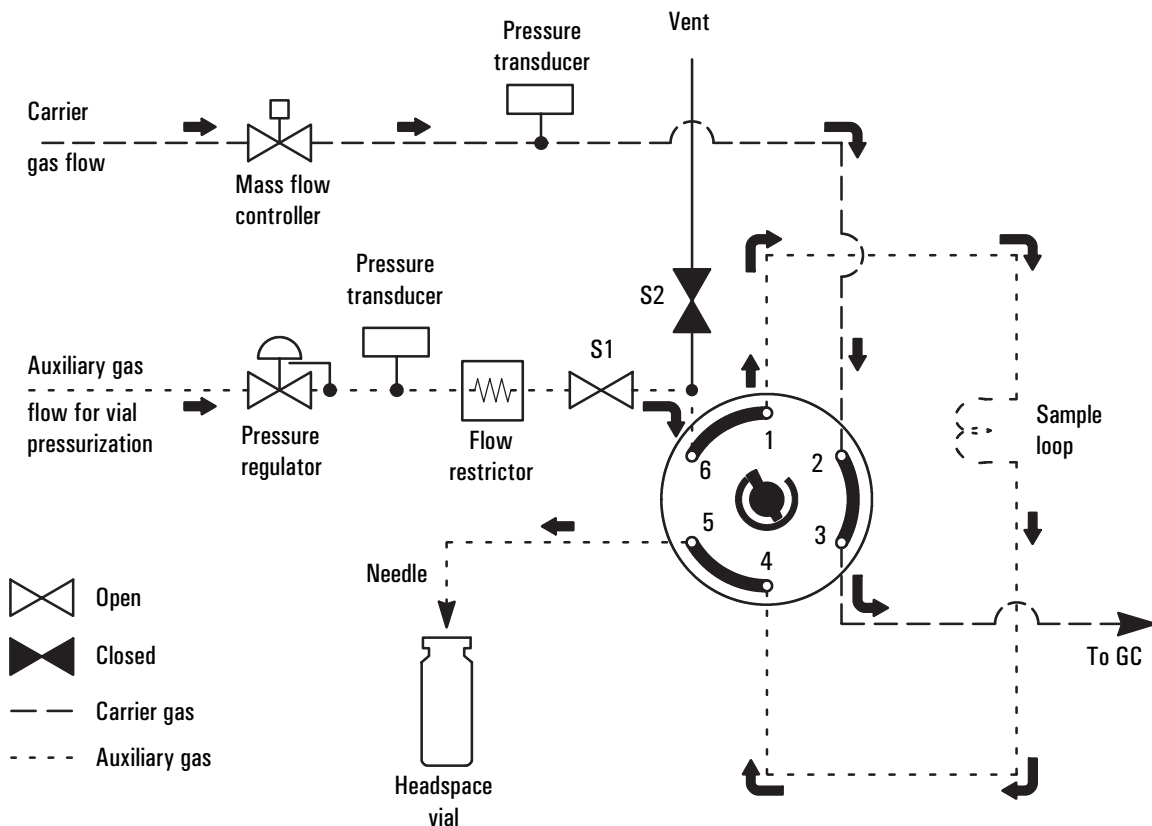 Pressure
transducer
Vent
Carrier
gas flow
Mass flow
controller
Pressure
transducer
S2
S1
Auxiliary gas
flow for vial
pressurization
Pressure
regulator
Flow
restrictor
Sample
loop
1
2
3
4
5
6
Needle
Headspace
vial
To GC
Open
Closed
Carrier gas
Auxiliary gas